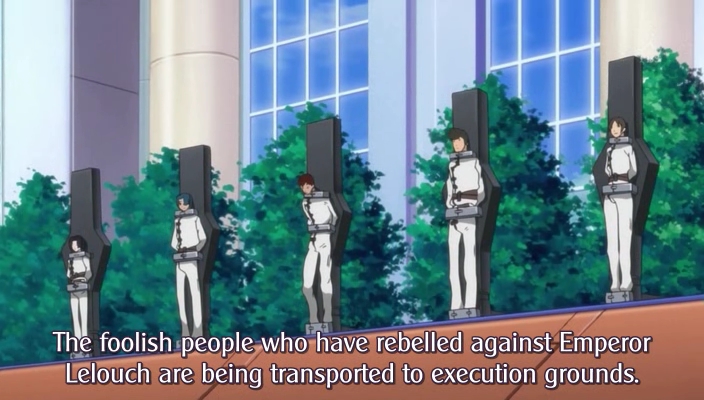 The foolish people who have rebelled against Emperor
Lelouch are being transported to execution grounds.